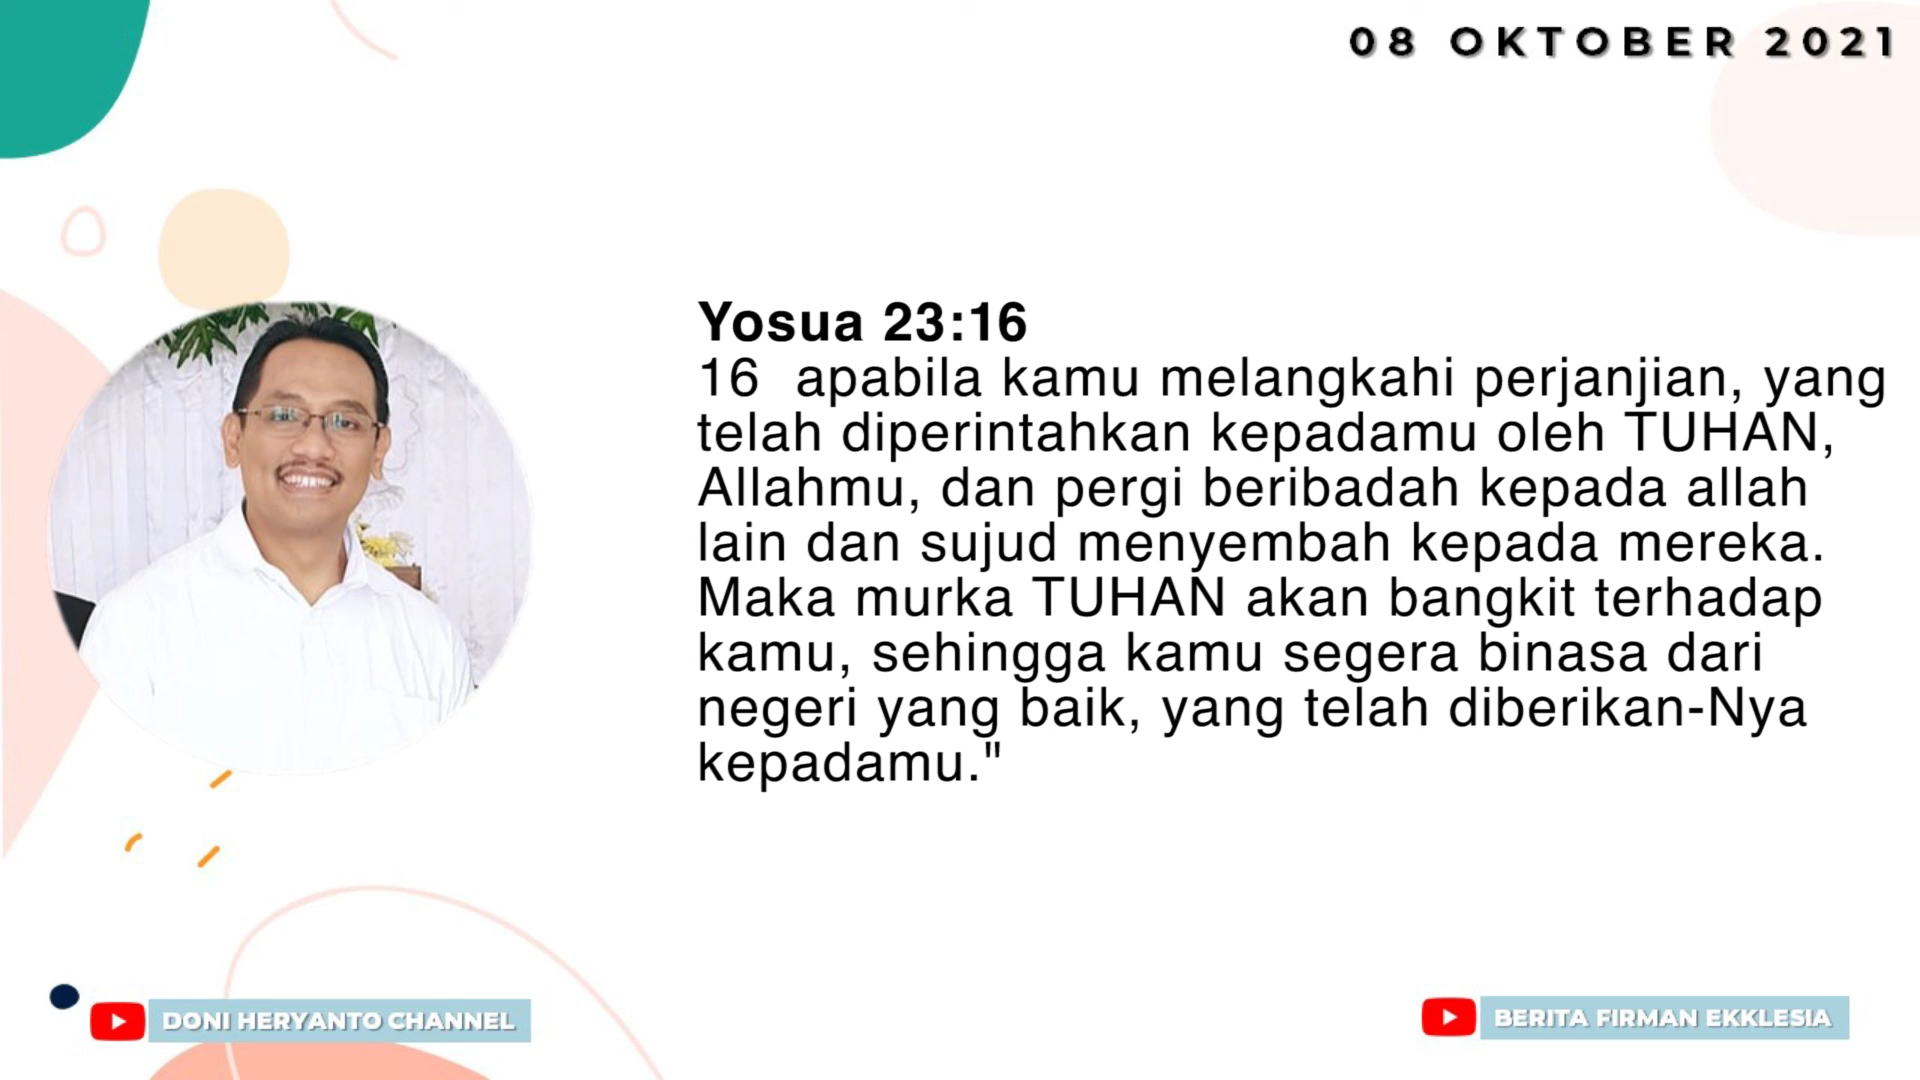 08 OKTOBER 2021
Yosua 23:16
16  apabila kamu melangkahi perjanjian, yang
telah diperintahkan kepadamu oleh TUHAN,
Allahmu, dan pergi beribadah kepada allah
lain dan sujud menyembah kepada mereka.
Maka murka TUHAN akan bangkit terhadap
kamu, sehingga kamu segera binasa dari
negeri yang baik, yang telah diberikan-Nya
kepadamu."
DONI HERYANTO CHANNEL
BERITA FIRMAN EKKLESIA